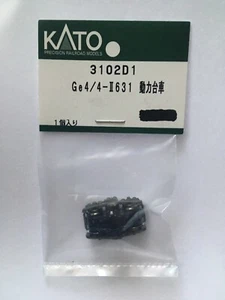 KATO
PRECISION RAILROAD MODELS
3102D1
Ge4/4-Ⅱ631 動力台車
1個入り